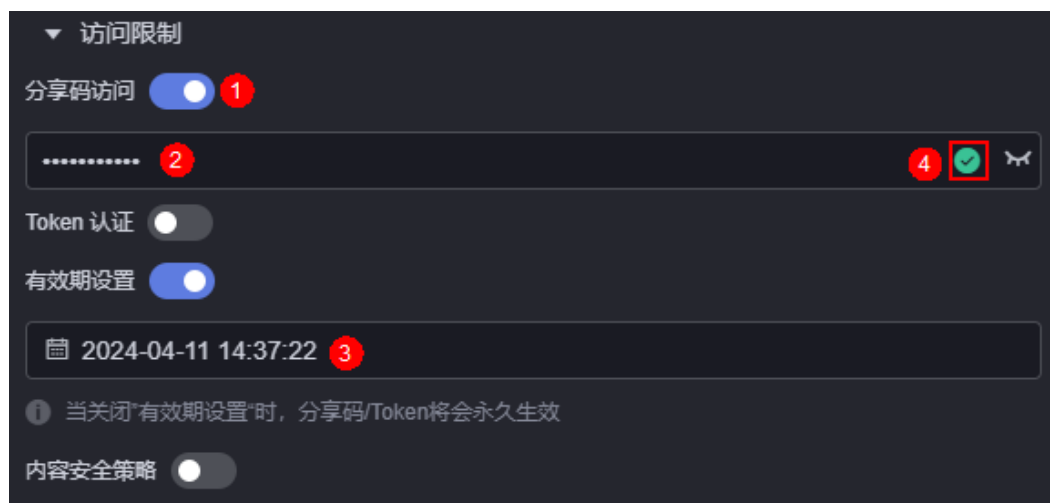 访问限制
分享码访问 1
••••••••••• 2 4
Token 认证
有效期设置
2024-04-11 14:37:22 3
当关闭"有效期设置"时，分享码/Token将会永久生效
内容安全策略